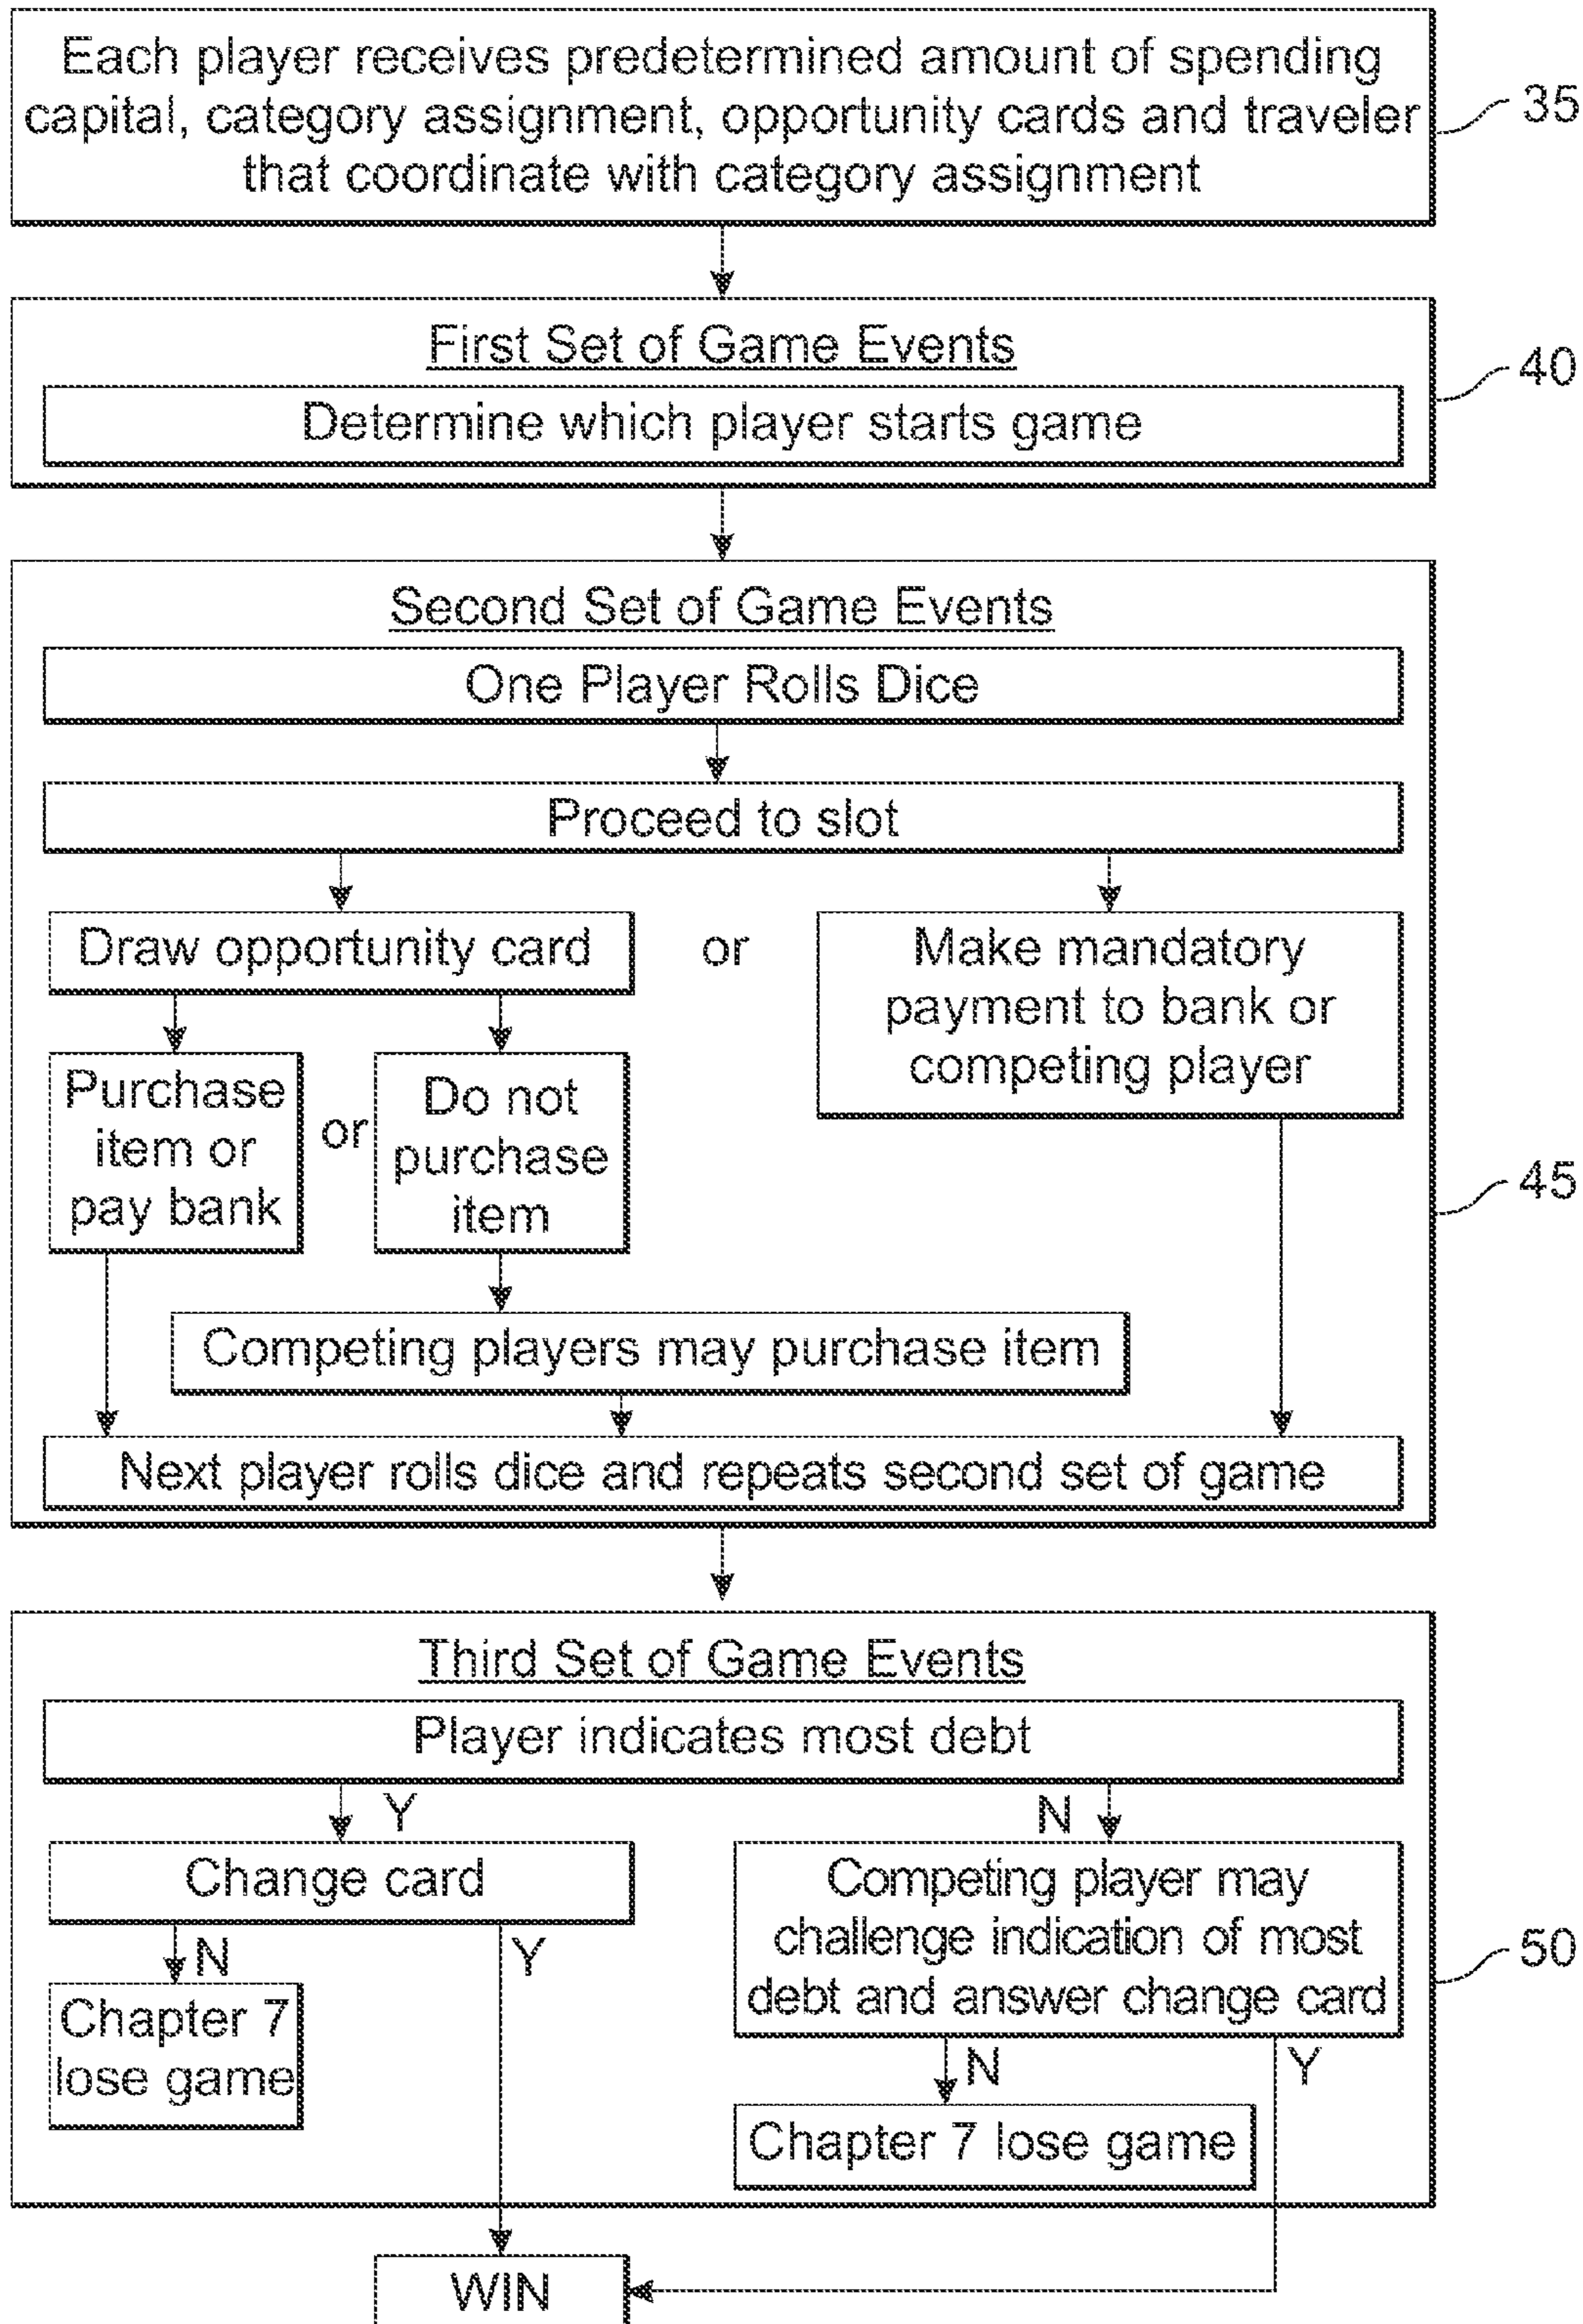 Each player receives predetermined amount of spending
capital, category assignment, opportunity cards and traveler
that coordinate with category assignment
35
First Set of Game Events
Determine which player starts game
40
Second Set of Game Events
One Player Rolls Dice
Proceed to slot
Draw opportunity card
or
Make mandatory
payment to bank or
competing player
Purchase
item or
pay bank
or
Do not
purchase
item
45
Competing players may purchase item
Next player rolls dice and repeats second set of game
Third Set of Game Events
Player indicates most debt
Y
N
Change card
Competing player may
challenge indication of most
debt and answer change card
50
N
Y
Chapter 7
lose game
N
Y
Chapter 7 lose game
WIN